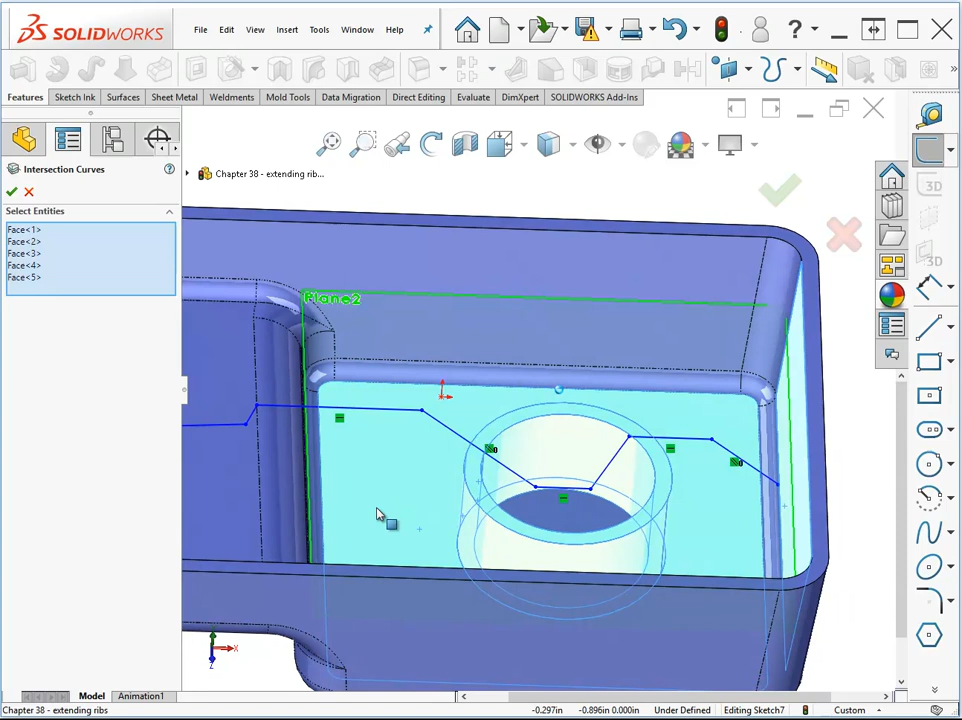 SOLIDWORKS File Edit View Insert Tools Window Help
Features Sketch Ink Surfaces Sheet Metal Weldments Mold Tools Data Migration Direct Editing Evaluate DimXpert SOLIDWORKS Add-Ins
Intersection Curves
Chapter 38 - extending rib...
Select Entities
Face<1>
Face<2>
Face<3>
Face<4>
Face<5>
Plane2
3D
3D
X
Z
Model Animation1
Chapter 38 - extending ribs -0.297in -0.896in 0.000in Under Defined Editing Sketch7 Custom